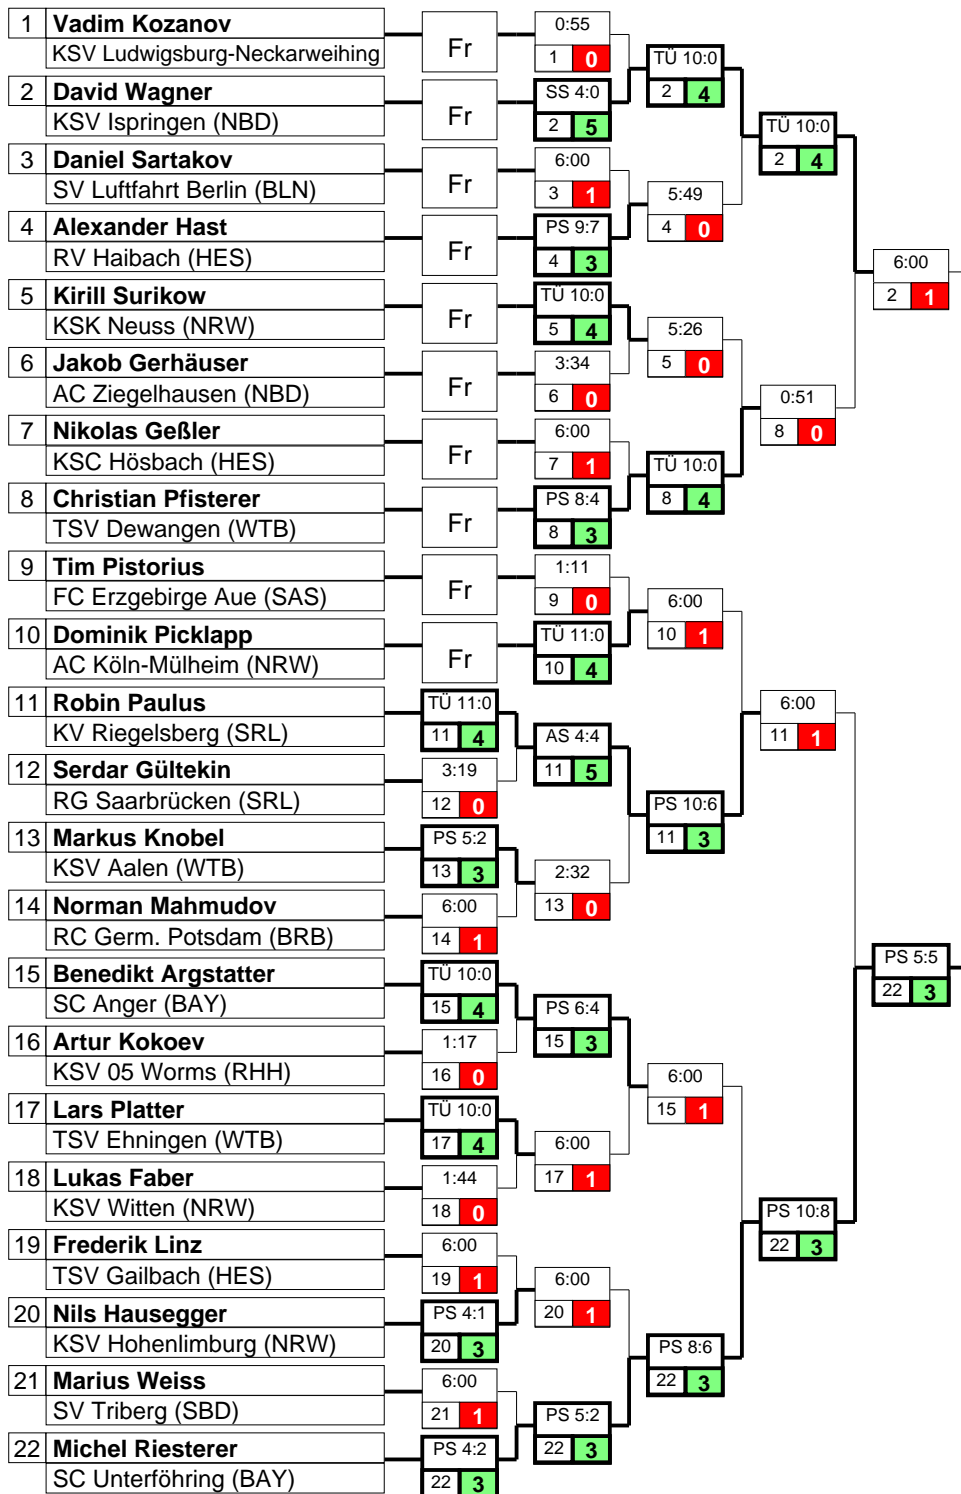 1 Vadim Kozanov
KSV Ludwigsburg-Neckarweihing
Fr
0:55
1 0
TÜ 10:0
2 4
2 David Wagner
KSV Ispringen (NBD)
Fr
SS 4:0
2 5
TÜ 10:0
2 4
3 Daniel Sartakov
SV Luftfahrt Berlin (BLN)
Fr
6:00
3 1
5:49
4 0
4 Alexander Hast
RV Haibach (HES)
Fr
PS 9:7
4 3
6:00
2 1
5 Kirill Surikow
KSK Neuss (NRW)
Fr
TÜ 10:0
5 4
5:26
5 0
6 Jakob Gerhäuser
AC Ziegelhausen (NBD)
Fr
3:34
6 0
0:51
8 0
7 Nikolas Geßler
KSC Hösbach (HES)
Fr
6:00
7 1
TÜ 10:0
8 4
8 Christian Pfisterer
TSV Dewangen (WTB)
Fr
PS 8:4
8 3
9 Tim Pistorius
FC Erzgebirge Aue (SAS)
Fr
1:11
9 0
6:00
10 1
10 Dominik Picklapp
AC Köln-Mülheim (NRW)
Fr
TÜ 11:0
10 4
11 Robin Paulus
KV Riegelsberg (SRL)
TÜ 11:0
11 4
AS 4:4
11 5
6:00
11 1
12 Serdar Gültekin
RG Saarbrücken (SRL)
3:19
12 0
PS 10:6
11 3
13 Markus Knobel
KSV Aalen (WTB)
PS 5:2
13 3
2:32
13 0
14 Norman Mahmudov
RC Germ. Potsdam (BRB)
6:00
14 1
PS 5:5
22 3
15 Benedikt Argstatter
SC Anger (BAY)
TÜ 10:0
15 4
PS 6:4
15 3
16 Artur Kokoev
KSV 05 Worms (RHH)
1:17
16 0
6:00
15 1
17 Lars Platter
TSV Ehningen (WTB)
TÜ 10:0
17 4
6:00
17 1
18 Lukas Faber
KSV Witten (NRW)
1:44
18 0
PS 10:8
22 3
19 Frederik Linz
TSV Gailbach (HES)
6:00
19 1
6:00
20 1
20 Nils Hausegger
KSV Hohenlimburg (NRW)
PS 4:1
20 3
PS 8:6
22 3
21 Marius Weiss
SV Triberg (SBD)
6:00
21 1
PS 5:2
22 3
22 Michel Riesterer
SC Unterföhring (BAY)
PS 4:2
22 3